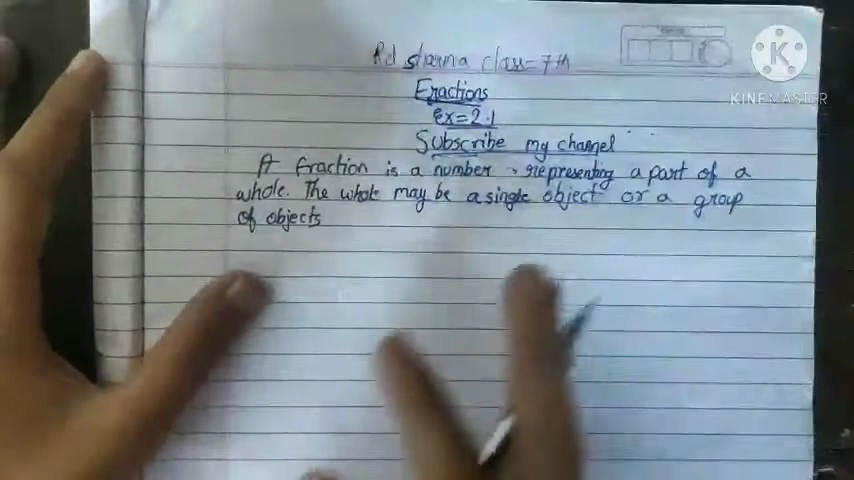 Rd sharma class=7th
Fractions
ex=2.1
Subscribe my channel
A fraction is a number, representing a part of a
whole. The whole may be a single object or a group
of objects
KINEMASTER